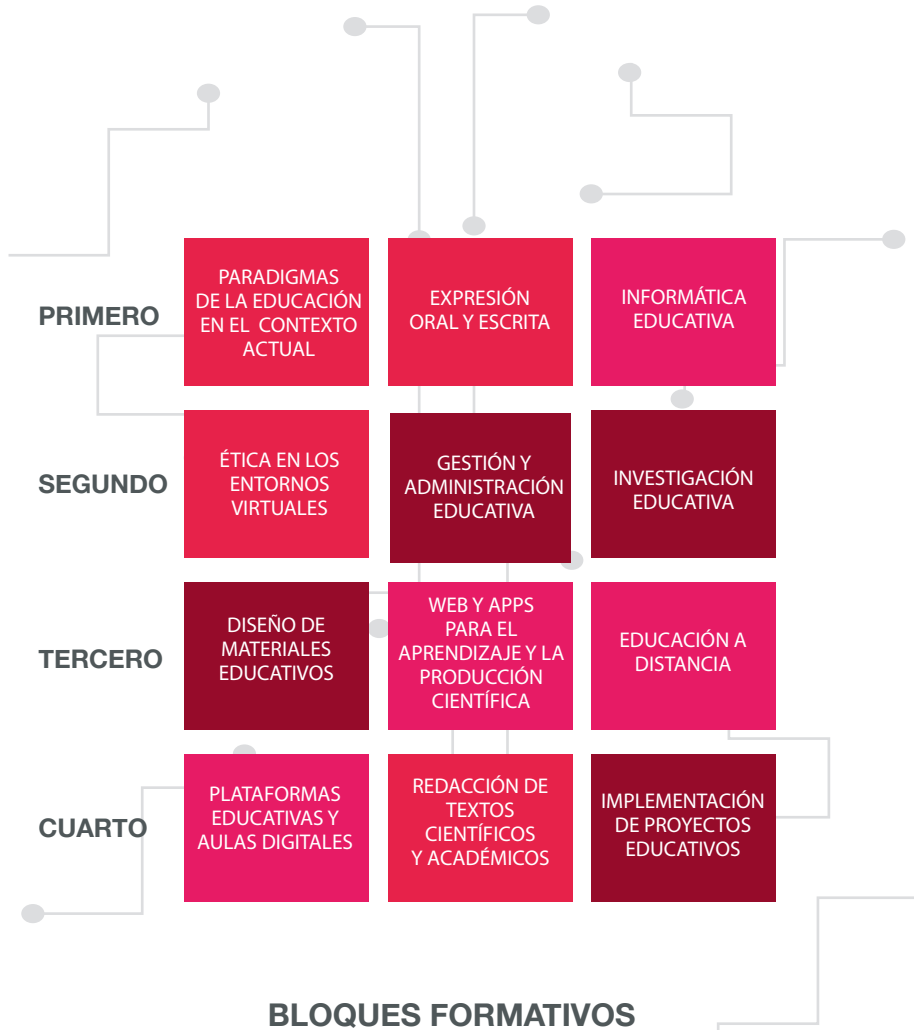 PRIMERO
PARADIGMAS
DE LA EDUCACIÓN
EN EL CONTEXTO
ACTUAL
EXPRESIÓN
ORAL Y ESCRITA
INFORMÁTICA
EDUCATIVA
SEGUNDO
ÉTICA EN LOS
ENTORNOS
VIRTUALES
GESTIÓN Y
ADMINISTRACIÓN
EDUCATIVA
INVESTIGACIÓN
EDUCATIVA
TERCERO
DISEÑO DE
MATERIALES
EDUCATIVOS
WEB Y APPS
PARA EL
APRENDIZAJE Y LA
PRODUCCIÓN
CIENTÍFICA
EDUCACIÓN A
DISTANCIA
CUARTO
PLATAFORMAS
EDUCATIVAS Y
AULAS DIGITALES
REDACCIÓN DE
TEXTOS
CIENTÍFICOS
Y ACADÉMICOS
IMPLEMENTACIÓN
DE PROYECTOS
EDUCATIVOS
BLOQUES FORMATIVOS